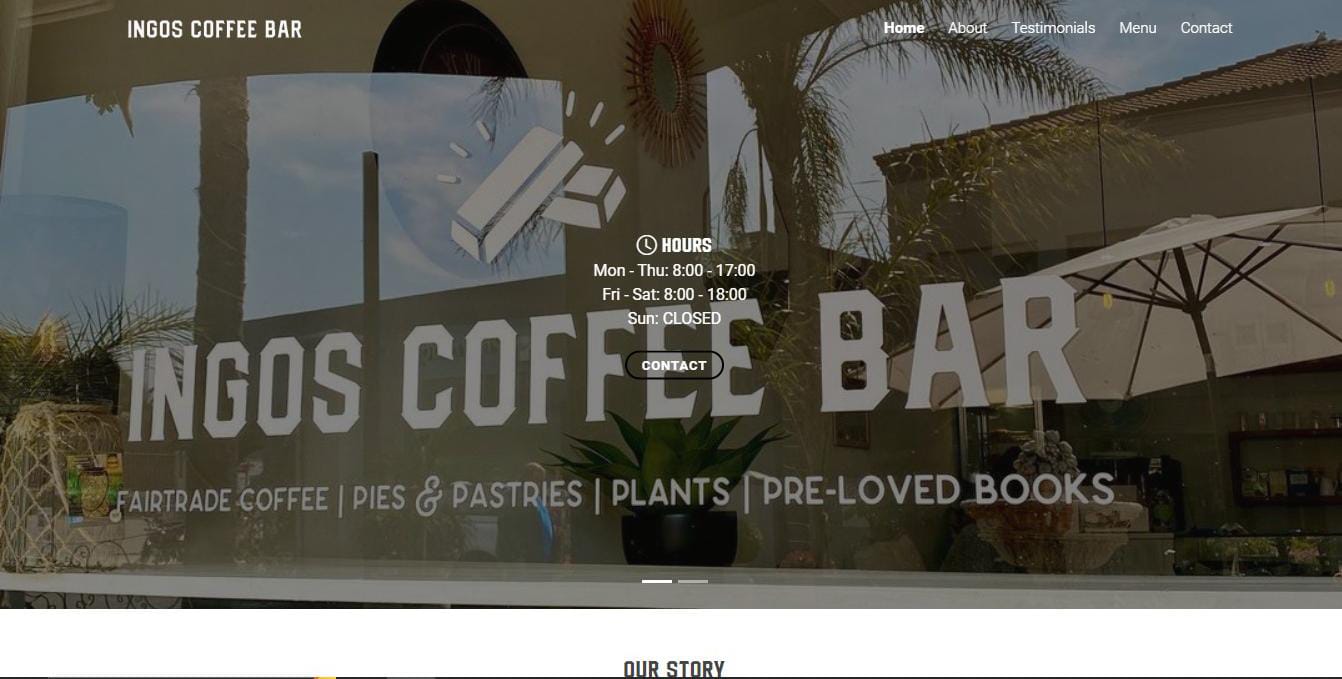 INGOS COFFEE BAR
Home About Testimonials Menu Contact
HOURS
Mon - Thu: 8:00 - 17:00
Fri - Sat: 8:00 - 18:00
Sun: CLOSED
CONTACT
INGOS COFFEE BAR
FAIRTRADE COFFEE | PIES & PASTRIES | PLANTS | PRE-LOVED BOOKS
OUR STORY